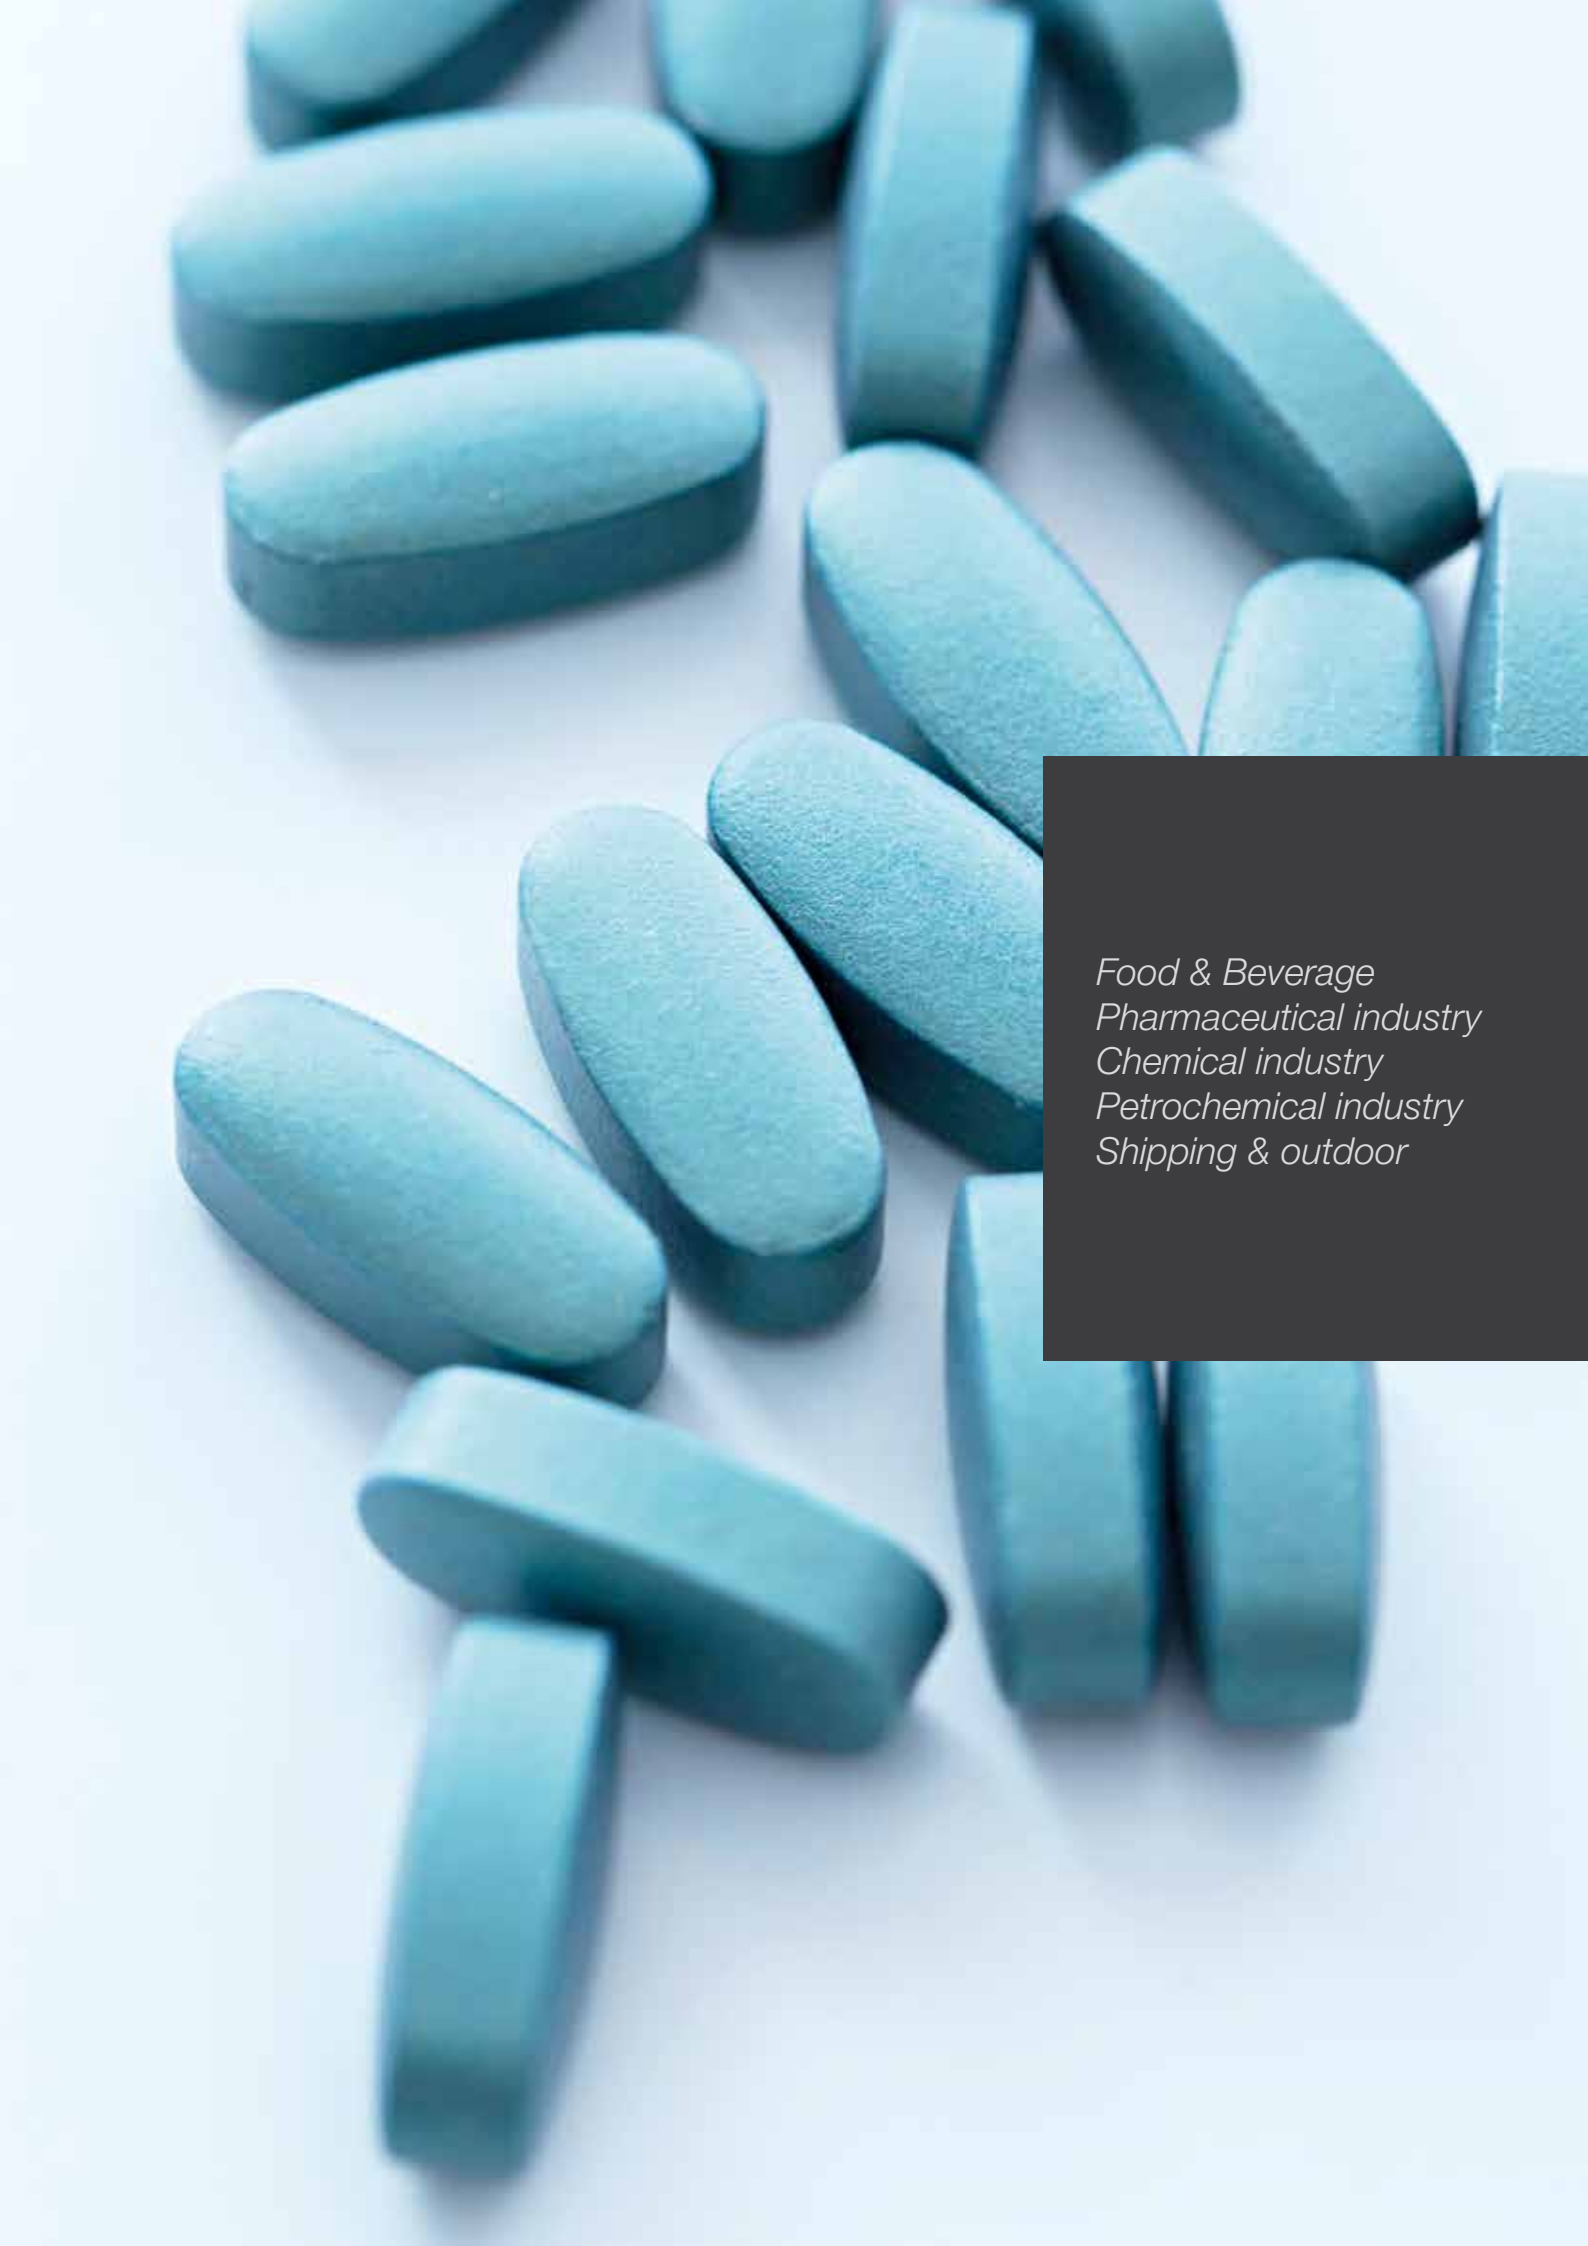 Food & Beverage
Pharmaceutical industry
Chemical industry
Petrochemical industry
Shipping & outdoor